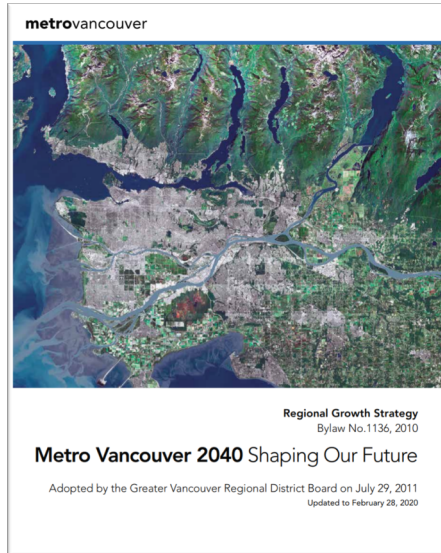 metrovancouver
Regional Growth Strategy
Bylaw No.1136, 2010
Metro Vancouver 2040 Shaping Our Future
Adopted by the Greater Vancouver Regional District Board on July 29, 2011
Updated to February 28, 2020